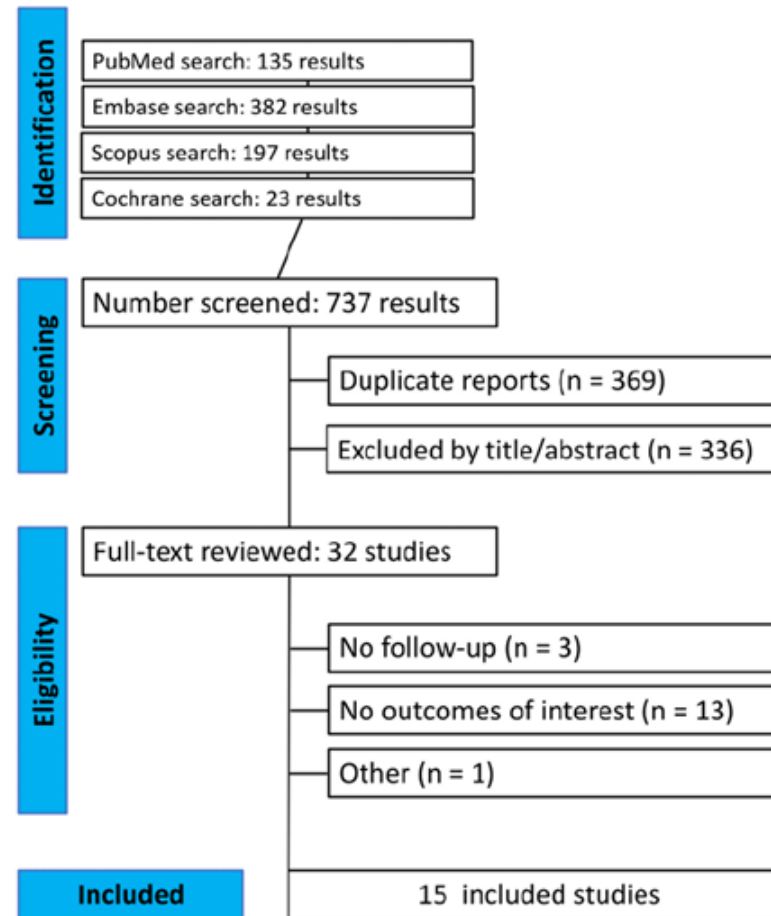 Identification
PubMed search: 135 results
Embase search: 382 results
Scopus search: 197 results
Cochrane search: 23 results
Screening
Number screened: 737 results
Duplicate reports (n = 369)
Excluded by title/abstract (n = 336)
Eligibility
Full-text reviewed: 32 studies
No follow-up (n = 3)
No outcomes of interest (n = 13)
Other (n = 1)
Included
15 included studies